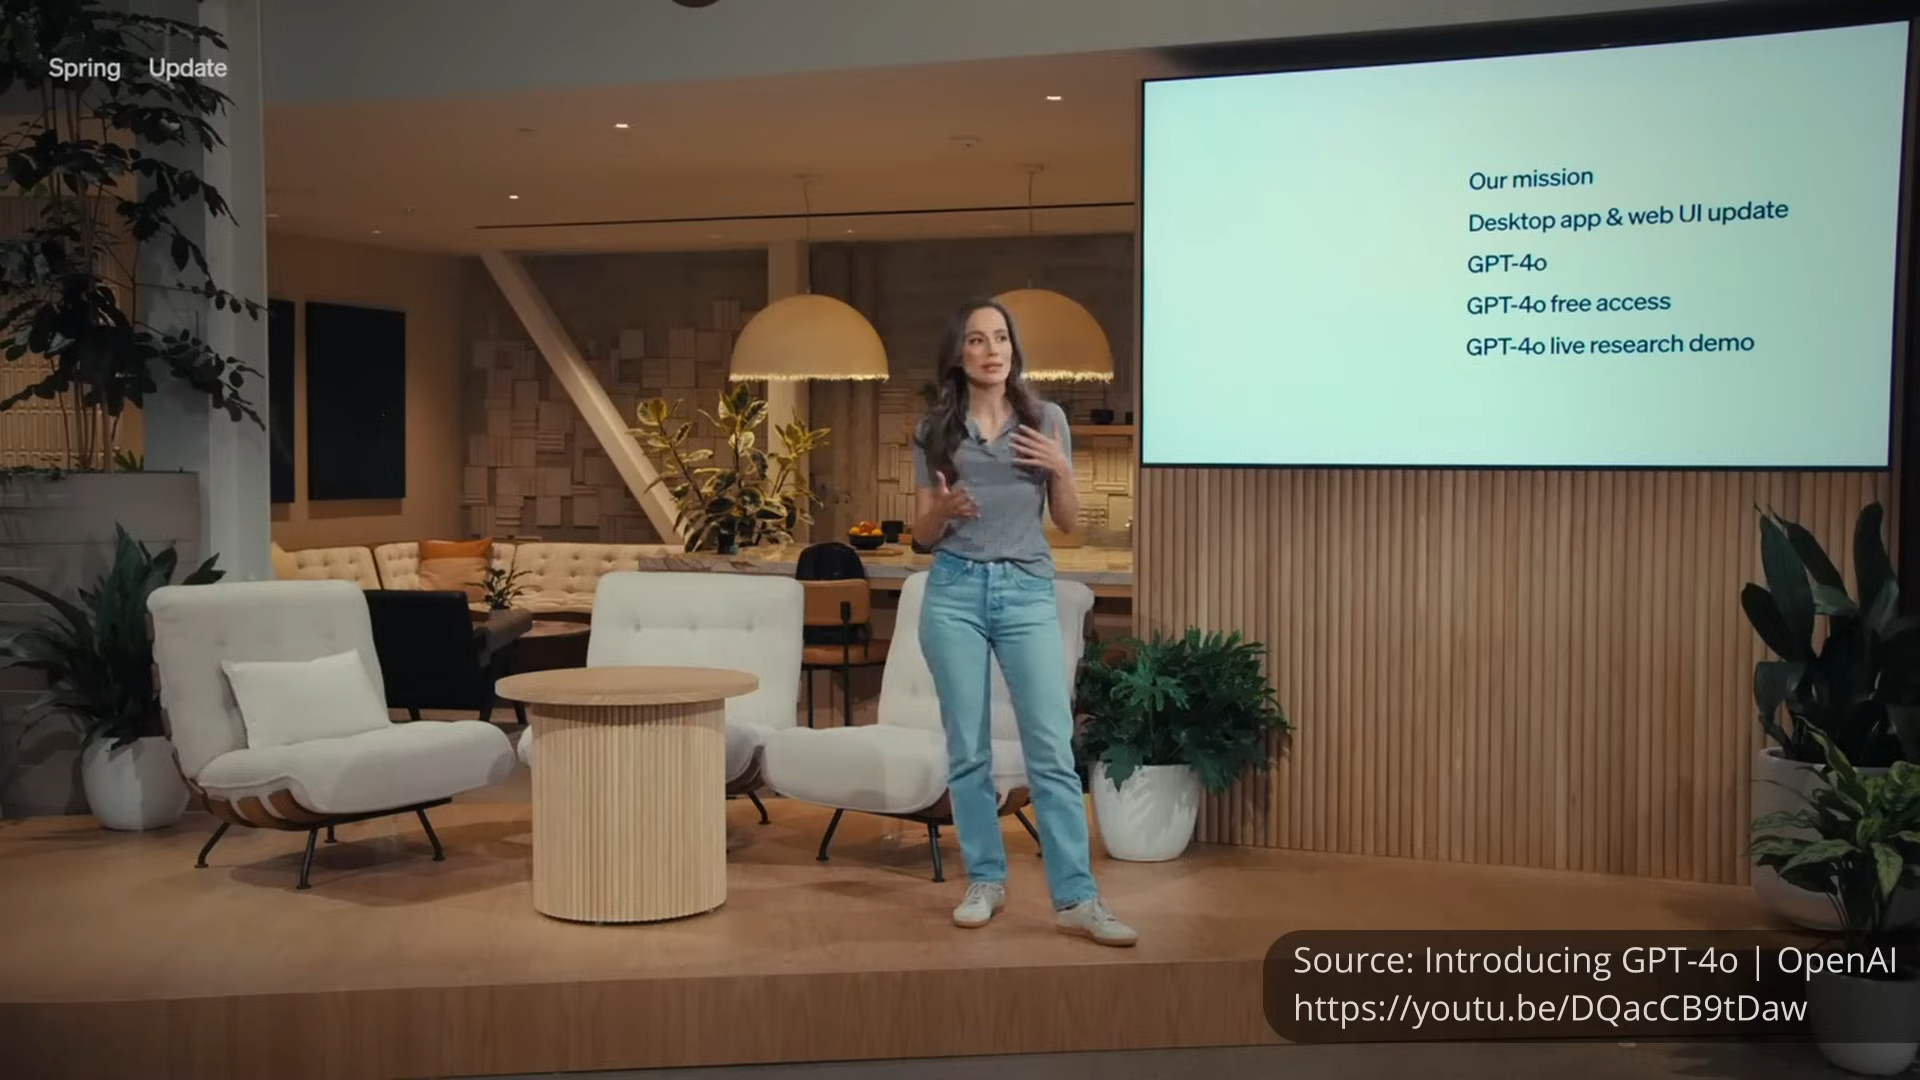 Spring Update
Our mission
Desktop app & web UI update
GPT-4o
GPT-4o free access
GPT-4o live research demo
Source: Introducing GPT-4o | OpenAI
https://youtu.be/DQacCB9tDaw